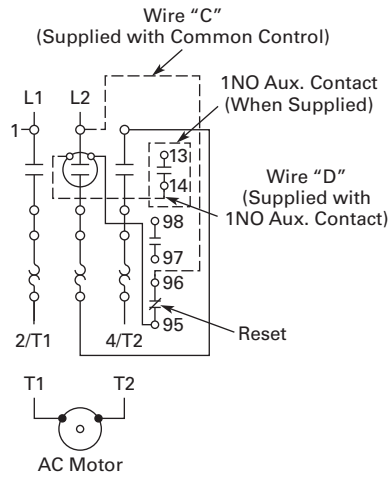 Wire “C”
(Supplied with Common Control)
1NO Aux. Contact
(When Supplied)
L1 L2
1
13
14
Wire “D”
(Supplied with
1NO Aux. Contact)
98
97
96
95
Reset
2/T1 4/T2
T1 T2
AC Motor